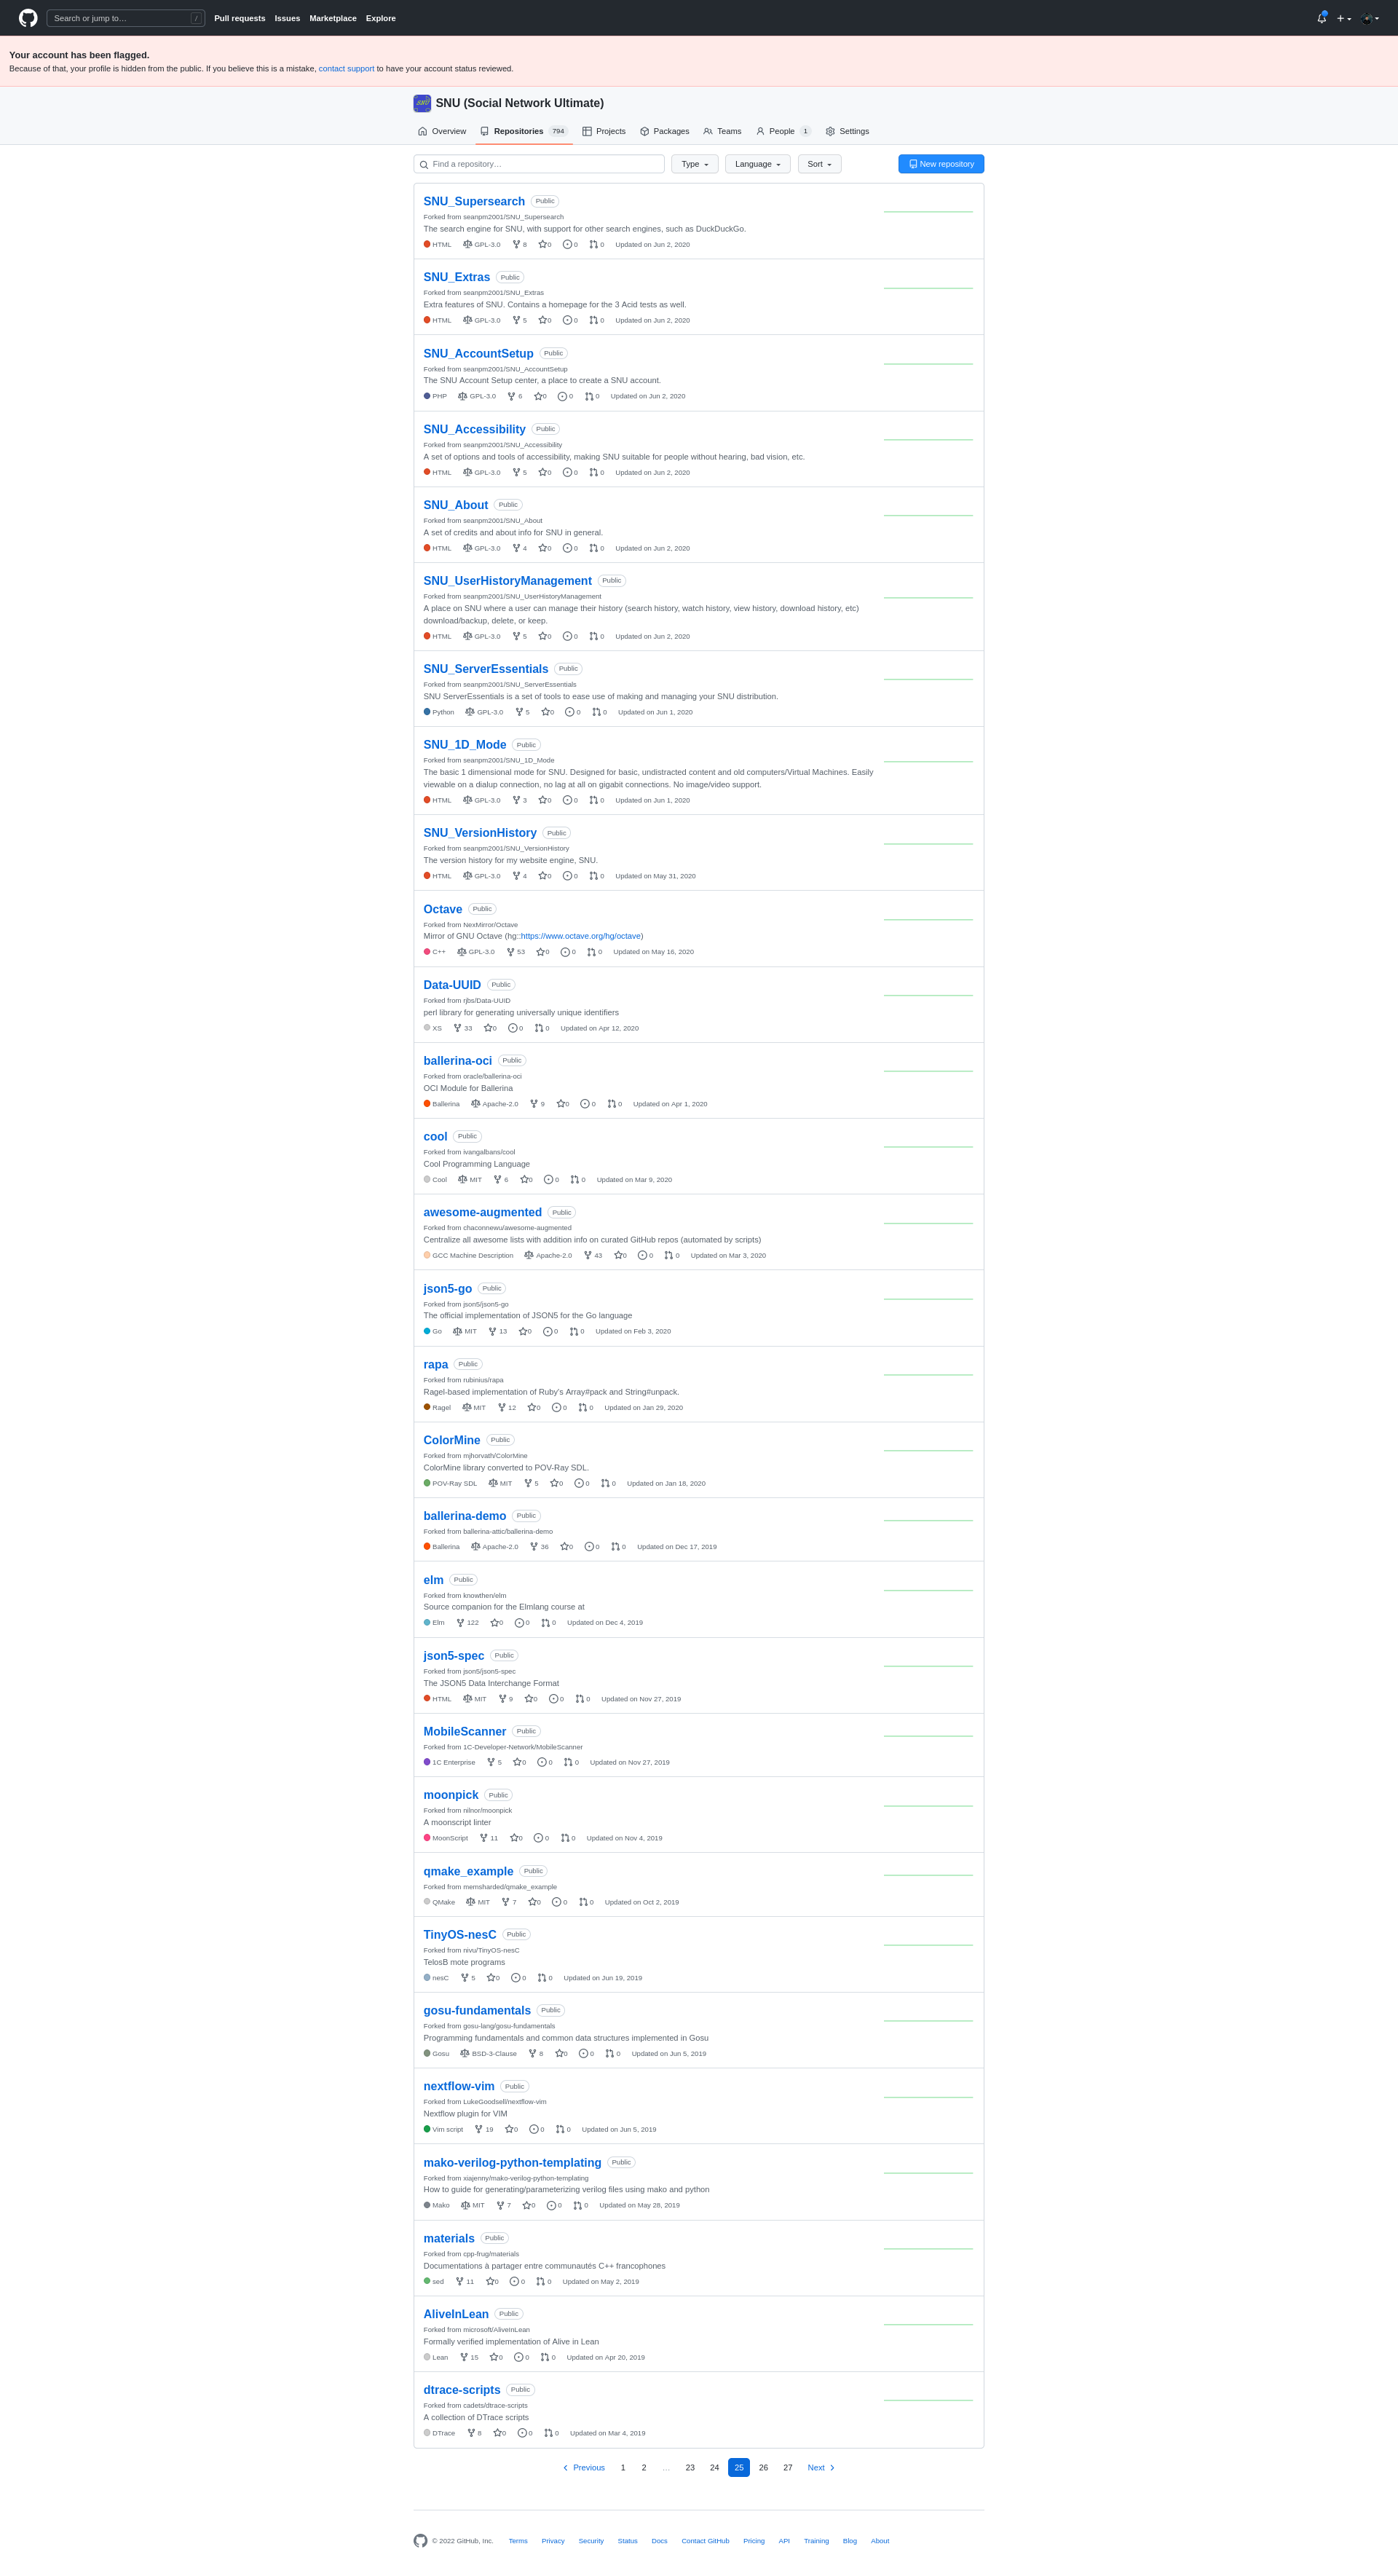 Search or jump to… /
Pull requests Issues Marketplace Explore
Your account has been flagged.
Because of that, your profile is hidden from the public. If you believe this is a mistake, contact support to have your account status reviewed.
SNU (Social Network Ultimate)
Overview Repositories 794 Projects Packages Teams People 1 Settings
Find a repository… Type Language Sort New repository
SNU_Supersearch Public
Forked from seanpm2001/SNU_Supersearch
The search engine for SNU, with support for other search engines, such as DuckDuckGo.
HTML GPL-3.0 8 0 0 0 Updated on Jun 2, 2020
SNU_Extras Public
Forked from seanpm2001/SNU_Extras
Extra features of SNU. Contains a homepage for the 3 Acid tests as well.
HTML GPL-3.0 5 0 0 0 Updated on Jun 2, 2020
SNU_AccountSetup Public
Forked from seanpm2001/SNU_AccountSetup
The SNU Account Setup center, a place to create a SNU account.
PHP GPL-3.0 6 0 0 0 Updated on Jun 2, 2020
SNU_Accessibility Public
Forked from seanpm2001/SNU_Accessibility
A set of options and tools of accessibility, making SNU suitable for people without hearing, bad vision, etc.
HTML GPL-3.0 5 0 0 0 Updated on Jun 2, 2020
SNU_About Public
Forked from seanpm2001/SNU_About
A set of credits and about info for SNU in general.
HTML GPL-3.0 4 0 0 0 Updated on Jun 2, 2020
SNU_UserHistoryManagement Public
Forked from seanpm2001/SNU_UserHistoryManagement
A place on SNU where a user can manage their history (search history, watch history, view history, download history, etc)
download/backup, delete, or keep.
HTML GPL-3.0 5 0 0 0 Updated on Jun 2, 2020
SNU_ServerEssentials Public
Forked from seanpm2001/SNU_ServerEssentials
SNU ServerEssentials is a set of tools to ease use of making and managing your SNU distribution.
Python GPL-3.0 5 0 0 0 Updated on Jun 1, 2020
SNU_1D_Mode Public
Forked from seanpm2001/SNU_1D_Mode
The basic 1 dimensional mode for SNU. Designed for basic, undistracted content and old computers/Virtual Machines. Easily
viewable on a dialup connection, no lag at all on gigabit connections. No image/video support.
HTML GPL-3.0 3 0 0 0 Updated on Jun 1, 2020
SNU_VersionHistory Public
Forked from seanpm2001/SNU_VersionHistory
The version history for my website engine, SNU.
HTML GPL-3.0 4 0 0 0 Updated on May 31, 2020
Octave Public
Forked from NexMirror/Octave
Mirror of GNU Octave (hg::https://www.octave.org/hg/octave)
C++ GPL-3.0 53 0 0 0 Updated on May 16, 2020
Data-UUID Public
Forked from rjbs/Data-UUID
perl library for generating universally unique identifiers
XS 33 0 0 0 Updated on Apr 12, 2020
ballerina-oci Public
Forked from oracle/ballerina-oci
OCI Module for Ballerina
Ballerina Apache-2.0 9 0 0 0 Updated on Apr 1, 2020
cool Public
Forked from ivangalbans/cool
Cool Programming Language
Cool MIT 6 0 0 0 Updated on Mar 9, 2020
awesome-augmented Public
Forked from chaconnewu/awesome-augmented
Centralize all awesome lists with addition info on curated GitHub repos (automated by scripts)
GCC Machine Description Apache-2.0 43 0 0 0 Updated on Mar 3, 2020
json5-go Public
Forked from json5/json5-go
The official implementation of JSON5 for the Go language
Go MIT 13 0 0 0 Updated on Feb 3, 2020
rapa Public
Forked from rubinius/rapa
Ragel-based implementation of Ruby's Array#pack and String#unpack.
Ragel MIT 12 0 0 0 Updated on Jan 29, 2020
ColorMine Public
Forked from mjhorvath/ColorMine
ColorMine library converted to POV-Ray SDL.
POV-Ray SDL MIT 5 0 0 0 Updated on Jan 18, 2020
ballerina-demo Public
Forked from ballerina-attic/ballerina-demo
Ballerina Apache-2.0 36 0 0 0 Updated on Dec 17, 2019
elm Public
Forked from knowthen/elm
Source companion for the Elmlang course at
Elm 122 0 0 0 Updated on Dec 4, 2019
json5-spec Public
Forked from json5/json5-spec
The JSON5 Data Interchange Format
HTML MIT 9 0 0 0 Updated on Nov 27, 2019
MobileScanner Public
Forked from 1C-Developer-Network/MobileScanner
1C Enterprise 5 0 0 0 Updated on Nov 27, 2019
moonpick Public
Forked from nilnor/moonpick
A moonscript linter
MoonScript 11 0 0 0 Updated on Nov 4, 2019
qmake_example Public
Forked from memsharded/qmake_example
QMake MIT 7 0 0 0 Updated on Oct 2, 2019
TinyOS-nesC Public
Forked from nivu/TinyOS-nesC
TelosB mote programs
nesC 5 0 0 0 Updated on Jun 19, 2019
gosu-fundamentals Public
Forked from gosu-lang/gosu-fundamentals
Programming fundamentals and common data structures implemented in Gosu
Gosu BSD-3-Clause 8 0 0 0 Updated on Jun 5, 2019
nextflow-vim Public
Forked from LukeGoodsell/nextflow-vim
Nextflow plugin for VIM
Vim script 19 0 0 0 Updated on Jun 5, 2019
mako-verilog-python-templating Public
Forked from xiajenny/mako-verilog-python-templating
How to guide for generating/parameterizing verilog files using mako and python
Mako MIT 7 0 0 0 Updated on May 28, 2019
materials Public
Forked from cpp-frug/materials
Documentations à partager entre communautés C++ francophones
sed 11 0 0 0 Updated on May 2, 2019
AliveInLean Public
Forked from microsoft/AliveInLean
Formally verified implementation of Alive in Lean
Lean 15 0 0 0 Updated on Apr 20, 2019
dtrace-scripts Public
Forked from cadets/dtrace-scripts
A collection of DTrace scripts
DTrace 8 0 0 0 Updated on Mar 4, 2019
Previous 1 2 … 23 24 25 26 27 Next
© 2022 GitHub, Inc. Terms Privacy Security Status Docs Contact GitHub Pricing API Training Blog About